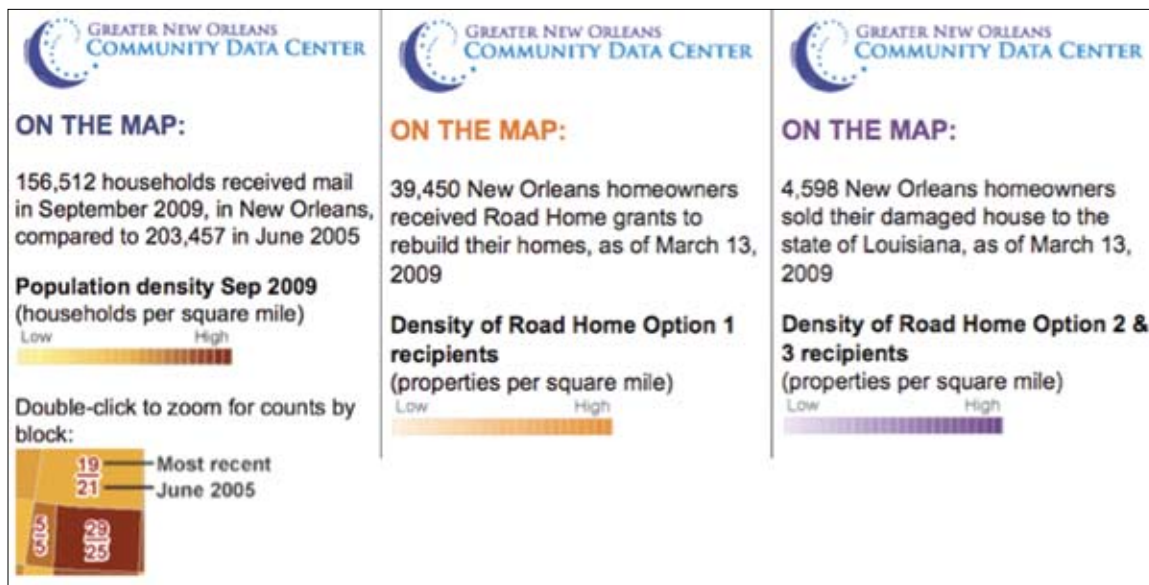 GREATER NEW ORLEANS
COMMUNITY DATA CENTER
ON THE MAP:
156,512 households received mail
in September 2009, in New Orleans,
compared to 203,457 in June 2005
Population density Sep 2009
(households per square mile)
Low High
Double-click to zoom for counts by
block:
19
21
Most recent
June 2005
5
5
29
25
GREATER NEW ORLEANS
COMMUNITY DATA CENTER
ON THE MAP:
39,450 New Orleans homeowners
received Road Home grants to
rebuild their homes, as of March 13,
2009
Density of Road Home Option 1
recipients
(properties per square mile)
Low High
GREATER NEW ORLEANS
COMMUNITY DATA CENTER
ON THE MAP:
4,598 New Orleans homeowners
sold their damaged house to the
state of Louisiana, as of March 13,
2009
Density of Road Home Option 2 &
3 recipients
(properties per square mile)
Low High